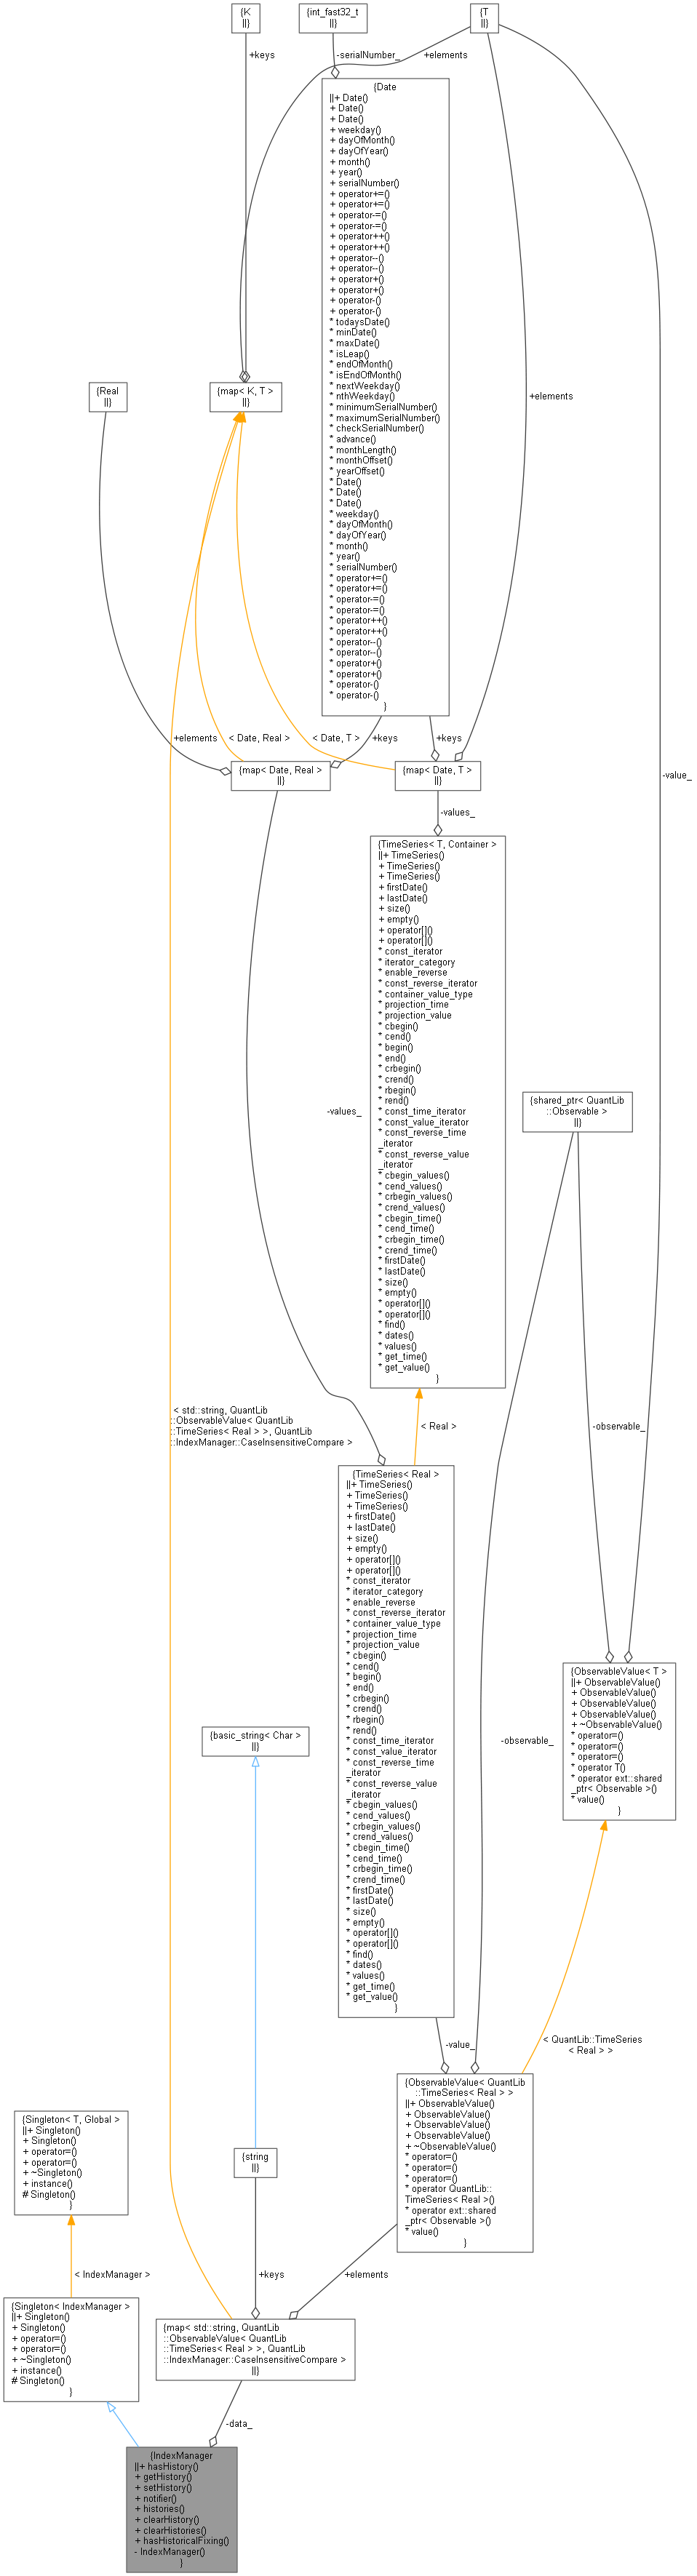 {K
||}
{int_fast32_t
||}
{T
||}
+keys
-serialNumber_
+elements
{Date
||+ Date()
+ Date()
+ Date()
+ weekday()
+ dayOfMonth()
+ dayOfYear()
+ month()
+ year()
+ serialNumber()
+ operator+=()
+ operator+=()
+ operator-=()
+ operator-=()
+ operator++()
+ operator++()
+ operator--()
+ operator--()
+ operator+()
+ operator+()
+ operator-()
+ operator-()
* todaysDate()
* minDate()
* maxDate()
* isLeap()
* endOfMonth()
* isEndOfMonth()
* nextWeekday()
* nthWeekday()
* minimumSerialNumber()
* maximumSerialNumber()
* checkSerialNumber()
* advance()
* monthLength()
* monthOffset()
* yearOffset()
* Date()
* Date()
* Date()
* weekday()
* dayOfMonth()
* dayOfYear()
* month()
* year()
* serialNumber()
* operator+=()
* operator+=()
* operator-=()
* operator-=()
* operator++()
* operator++()
* operator--()
* operator--()
* operator+()
* operator+()
* operator-()
* operator-()
}
{Real
||}
{map< K, T >
||}
+elements
+elements
< Date, Real >
< Date, T >
+keys
+keys
-value_
{map< Date, Real >
||}
{map< Date, T >
||}
-values_
{TimeSeries< T, Container >
||+ TimeSeries()
+ TimeSeries()
+ TimeSeries()
+ firstDate()
+ lastDate()
+ size()
+ empty()
+ operator[]()
+ operator[]()
* const_iterator
* iterator_category
* enable_reverse
* const_reverse_iterator
* container_value_type
* projection_time
* projection_value
* cbegin()
* cend()
* begin()
* end()
* crbegin()
* crend()
* rbegin()
* rend()
* const_time_iterator
* const_value_iterator
* const_reverse_time
_iterator
* const_reverse_value
_iterator
* cbegin_values()
* cend_values()
* crbegin_values()
* crend_values()
* cbegin_time()
* cend_time()
* crbegin_time()
* crend_time()
* firstDate()
* lastDate()
* size()
* empty()
* operator[]()
* operator[]()
* find()
* dates()
* values()
* get_time()
* get_value()
}
-values_
{shared_ptr< QuantLib
::Observable >
||}
< std::string, QuantLib
::ObservableValue< QuantLib
::TimeSeries< Real > >, QuantLib
::IndexManager::CaseInsensitiveCompare >
< Real >
-observable_
{TimeSeries< Real >
||+ TimeSeries()
+ TimeSeries()
+ TimeSeries()
+ firstDate()
+ lastDate()
+ size()
+ empty()
+ operator[]()
+ operator[]()
* const_iterator
* iterator_category
* enable_reverse
* const_reverse_iterator
* container_value_type
* projection_time
* projection_value
* cbegin()
* cend()
* begin()
* end()
* crbegin()
* crend()
* rbegin()
* rend()
* const_time_iterator
* const_value_iterator
* const_reverse_time
_iterator
* const_reverse_value
_iterator
* cbegin_values()
* cend_values()
* crbegin_values()
* crend_values()
* cbegin_time()
* cend_time()
* crbegin_time()
* crend_time()
* firstDate()
* lastDate()
* size()
* empty()
* operator[]()
* operator[]()
* find()
* dates()
* values()
* get_time()
* get_value()
}
{ObservableValue< T >
||+ ObservableValue()
+ ObservableValue()
+ ObservableValue()
+ ObservableValue()
+ ~ObservableValue()
* operator=()
* operator=()
* operator=()
* operator T()
* operator ext::shared
_ptr< Observable >()
* value()
}
{basic_string< Char >
||}
-observable_
-value_
< QuantLib::TimeSeries
< Real > >
{ObservableValue< QuantLib
::TimeSeries< Real > >
||+ ObservableValue()
+ ObservableValue()
+ ObservableValue()
+ ObservableValue()
+ ~ObservableValue()
* operator=()
* operator=()
* operator=()
* operator QuantLib::
TimeSeries< Real >()
* operator ext::shared
_ptr< Observable >()
* value()
}
{Singleton< T, Global >
||+ Singleton()
+ Singleton()
+ operator=()
+ operator=()
+ ~Singleton()
+ instance()
# Singleton()
}
{string
||}
< IndexManager >
+keys
+elements
{Singleton< IndexManager >
||+ Singleton()
+ Singleton()
+ operator=()
+ operator=()
+ ~Singleton()
+ instance()
# Singleton()
}
{map< std::string, QuantLib
::ObservableValue< QuantLib
::TimeSeries< Real > >, QuantLib
::IndexManager::CaseInsensitiveCompare >
||}
-data_
{IndexManager
||+ hasHistory()
+ getHistory()
+ setHistory()
+ notifier()
+ histories()
+ clearHistory()
+ clearHistories()
+ hasHistoricalFixing()
- IndexManager()
}